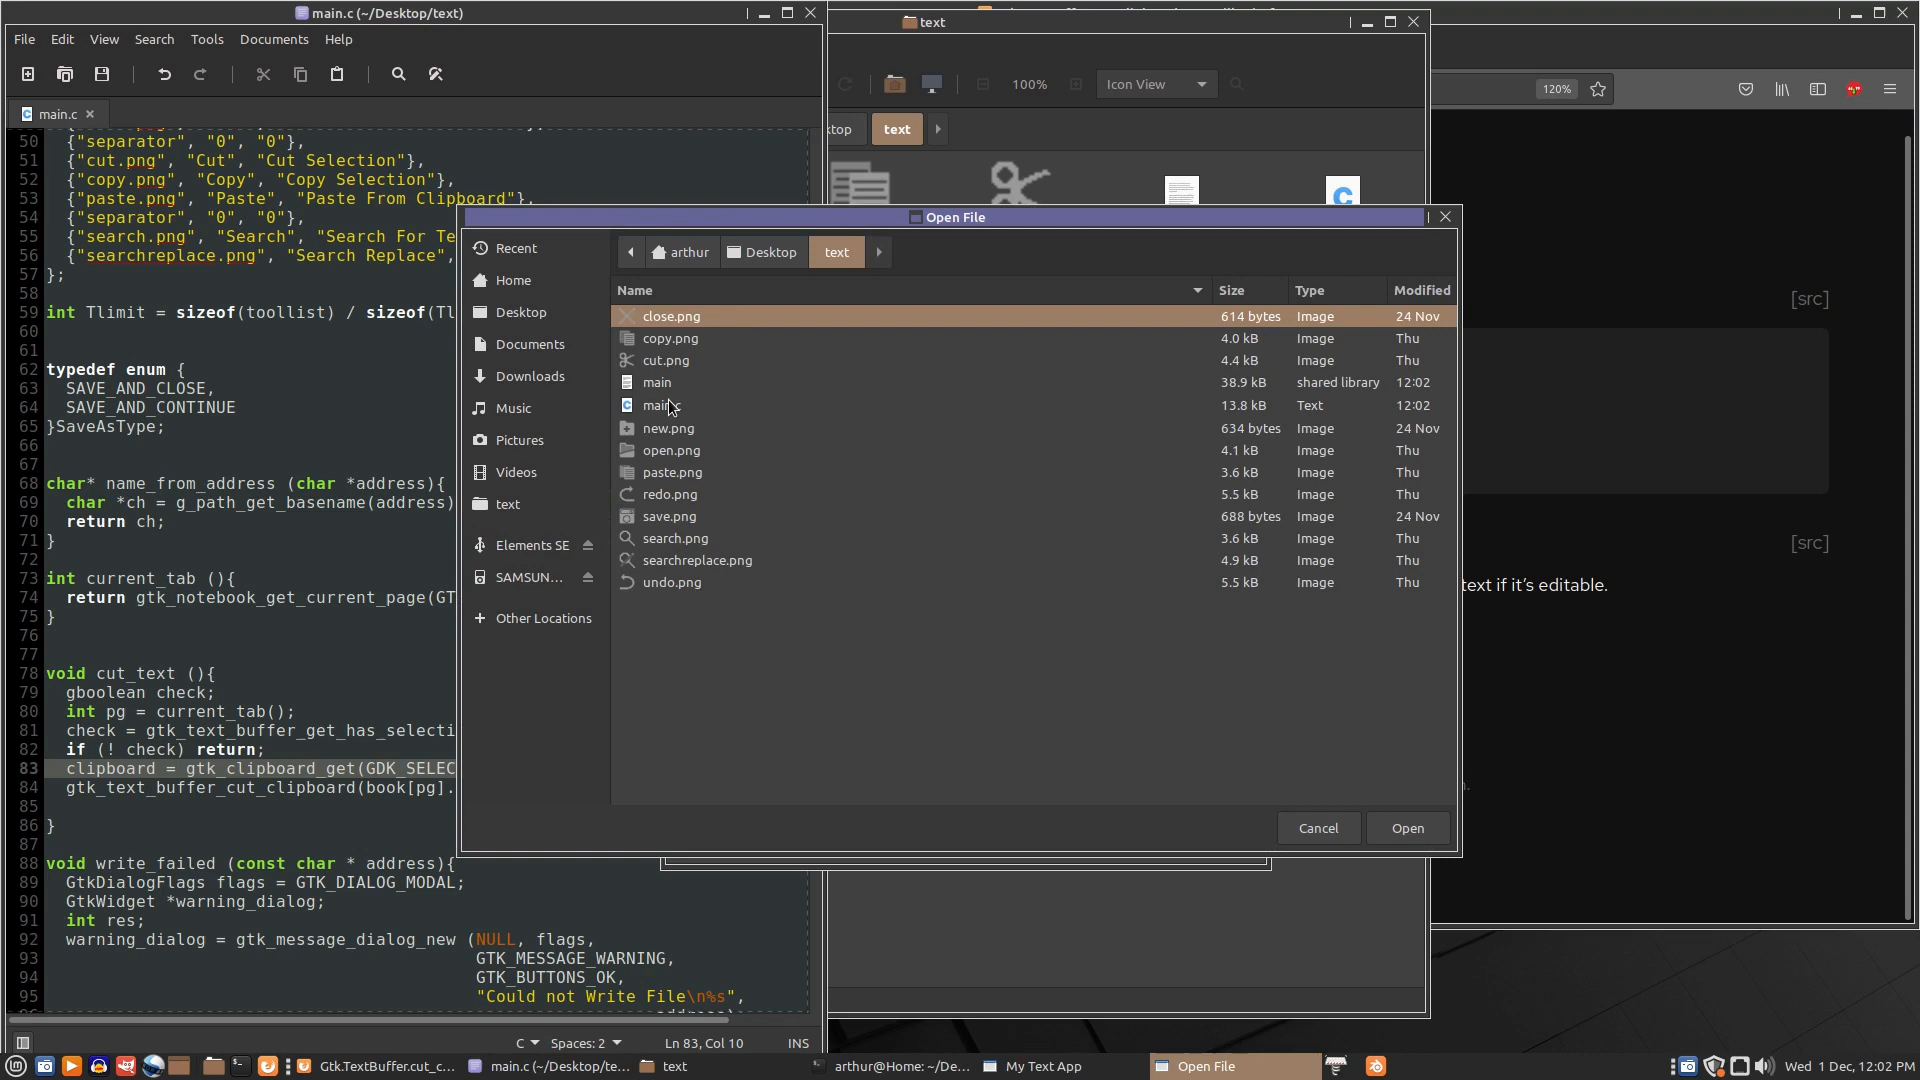 main.c (~/Desktop/text)
File Edit View Search Tools Documents Help
main.c
50 {"separator", "0", "0"},
51 {"cut.png", "Cut", "Cut Selection"},
52 {"copy.png", "Copy", "Copy Selection"},
53 {"paste.png", "Paste", "Paste From Clipboard"},
54 {"separator", "0", "0"},
55 {"search.png", "Search", "Search For Te
56 {"searchreplace.png", "Search Replace",
57 };
58
59 int Tlimit = sizeof(toollist) / sizeof(Tl
60
61
62 typedef enum {
63 SAVE_AND_CLOSE,
64 SAVE_AND_CONTINUE
65 }SaveAsType;
66
67
68 char* name_from_address (char *address){
69 char *ch = g_path_get_basename(address)
70 return ch;
71 }
72
73 int current_tab (){
74 return gtk_notebook_get_current_page(GT
75 }
76
77
78 void cut_text (){
79 gboolean check;
80 int pg = current_tab();
81 check = gtk_text_buffer_get_has_selecti
82 if (! check) return;
83 clipboard = gtk_clipboard_get(GDK_SELEC
84 gtk_text_buffer_cut_clipboard(book[pg].
85
86 }
87
88 void write_failed (const char * address){
89 GtkDialogFlags flags = GTK_DIALOG_MODAL;
90 GtkWidget *warning_dialog;
91 int res;
92 warning_dialog = gtk_message_dialog_new (NULL, flags,
93 GTK_MESSAGE_WARNING,
94 GTK_BUTTONS_OK,
95 "Could not Write File\n%s",
C Spaces: 2 Ln 83, Col 10 INS
text
100% Icon View
text
120%
[src]
[src]
text if it’s editable.
Open File
Recent
Home
Desktop
Documents
Downloads
Music
Pictures
Videos
text
Elements SE
SAMSUN...
Other Locations
arthur Desktop text
Name Size Type Modified
close.png 614 bytes Image 24 Nov
copy.png 4.0 kB Image Thu
cut.png 4.4 kB Image Thu
main 38.9 kB shared library 12:02
main.c 13.8 kB Text 12:02
new.png 634 bytes Image 24 Nov
open.png 4.1 kB Image Thu
paste.png 3.6 kB Image Thu
redo.png 5.5 kB Image Thu
save.png 688 bytes Image 24 Nov
search.png 3.6 kB Image Thu
searchreplace.png 4.9 kB Image Thu
undo.png 5.5 kB Image Thu
Cancel Open
Gtk.TextBuffer.cut_c... main.c (~/Desktop/te... text arthur@Home: ~/De... My Text App Open File Wed 1 Dec, 12:02 PM